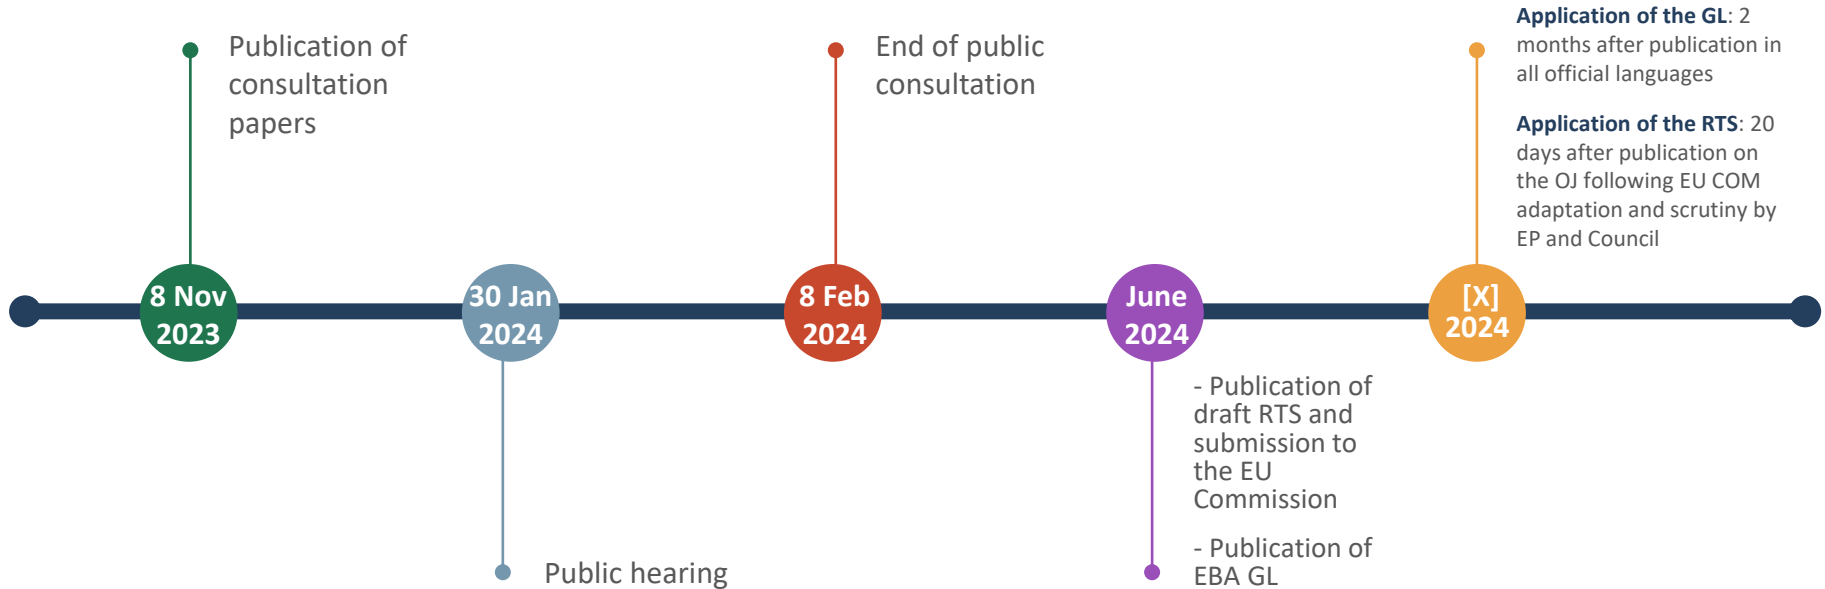 Publication of
consultation
papers
8 Nov
2023
30 Jan
2024
Public hearing
End of public
consultation
8 Feb
2024
June
2024
- Publication of
draft RTS and
submission to
the EU
Commission
- Publication of
EBA GL
Application of the GL: 2
months after publication in
all official languages
Application of the RTS: 20
days after publication on
the OJ following EU COM
adaptation and scrutiny by
EP and Council
[X]
2024